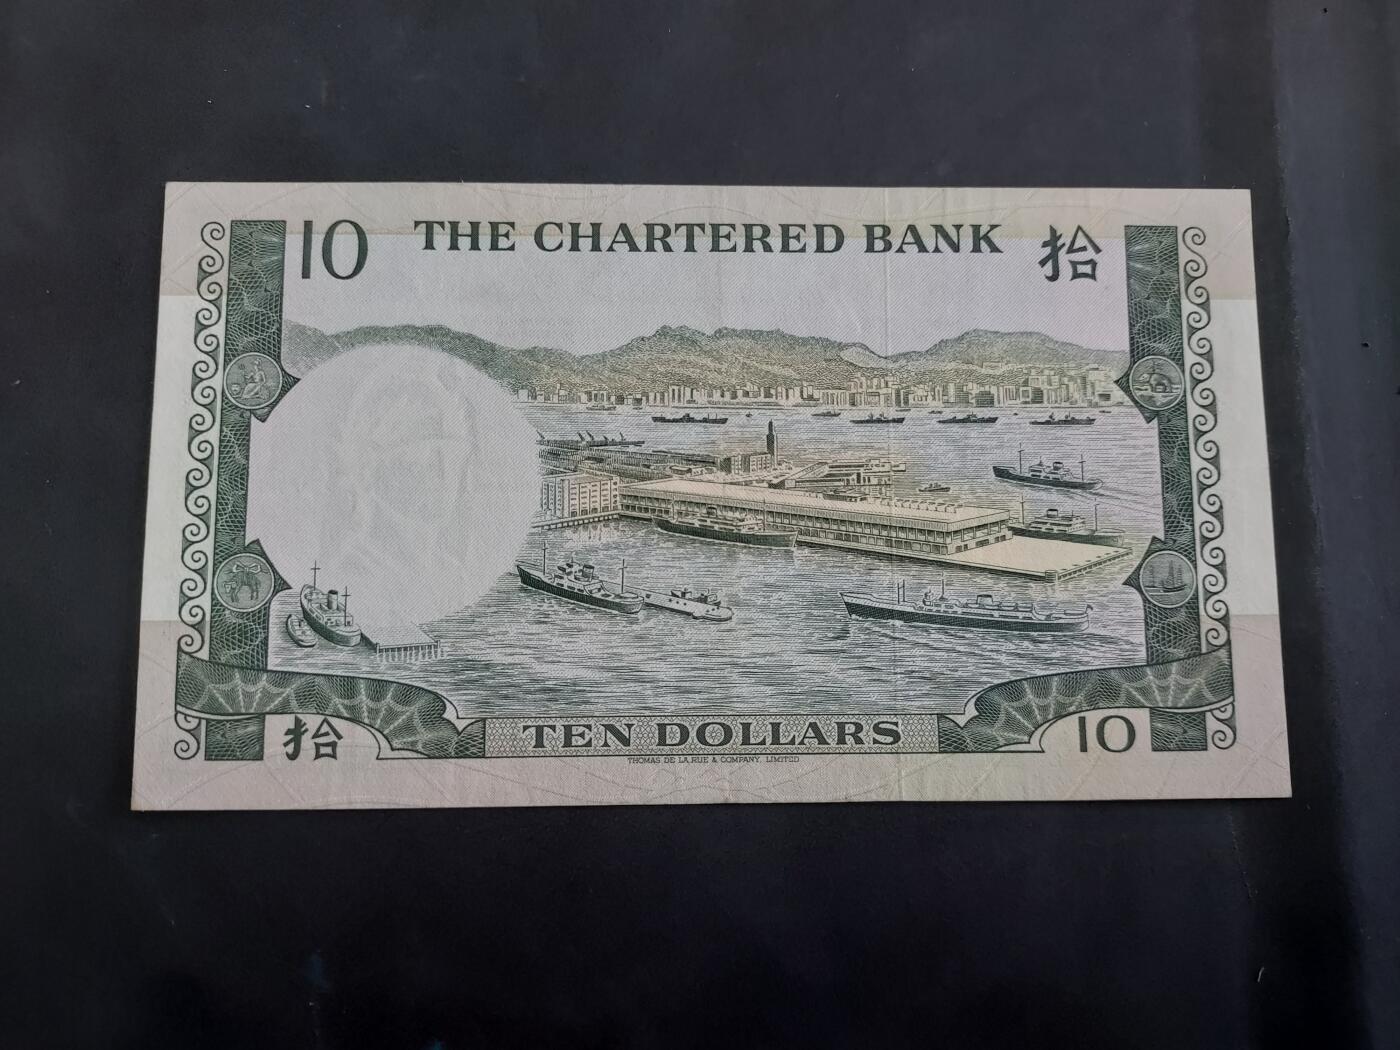 10 THE CHARTERED BANK 拾
拾 TEN DOLLARS 10
THOMAS DE LA RUE & COMPANY, LIMITED